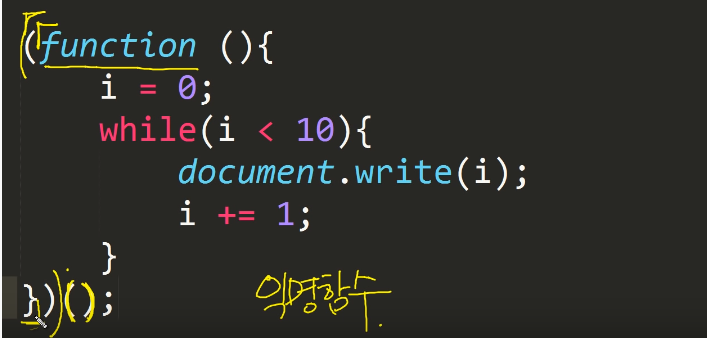 (function (){
i = 0;
while(i < 10){
document.write(i);
i += 1;
}
})();
익명함수.